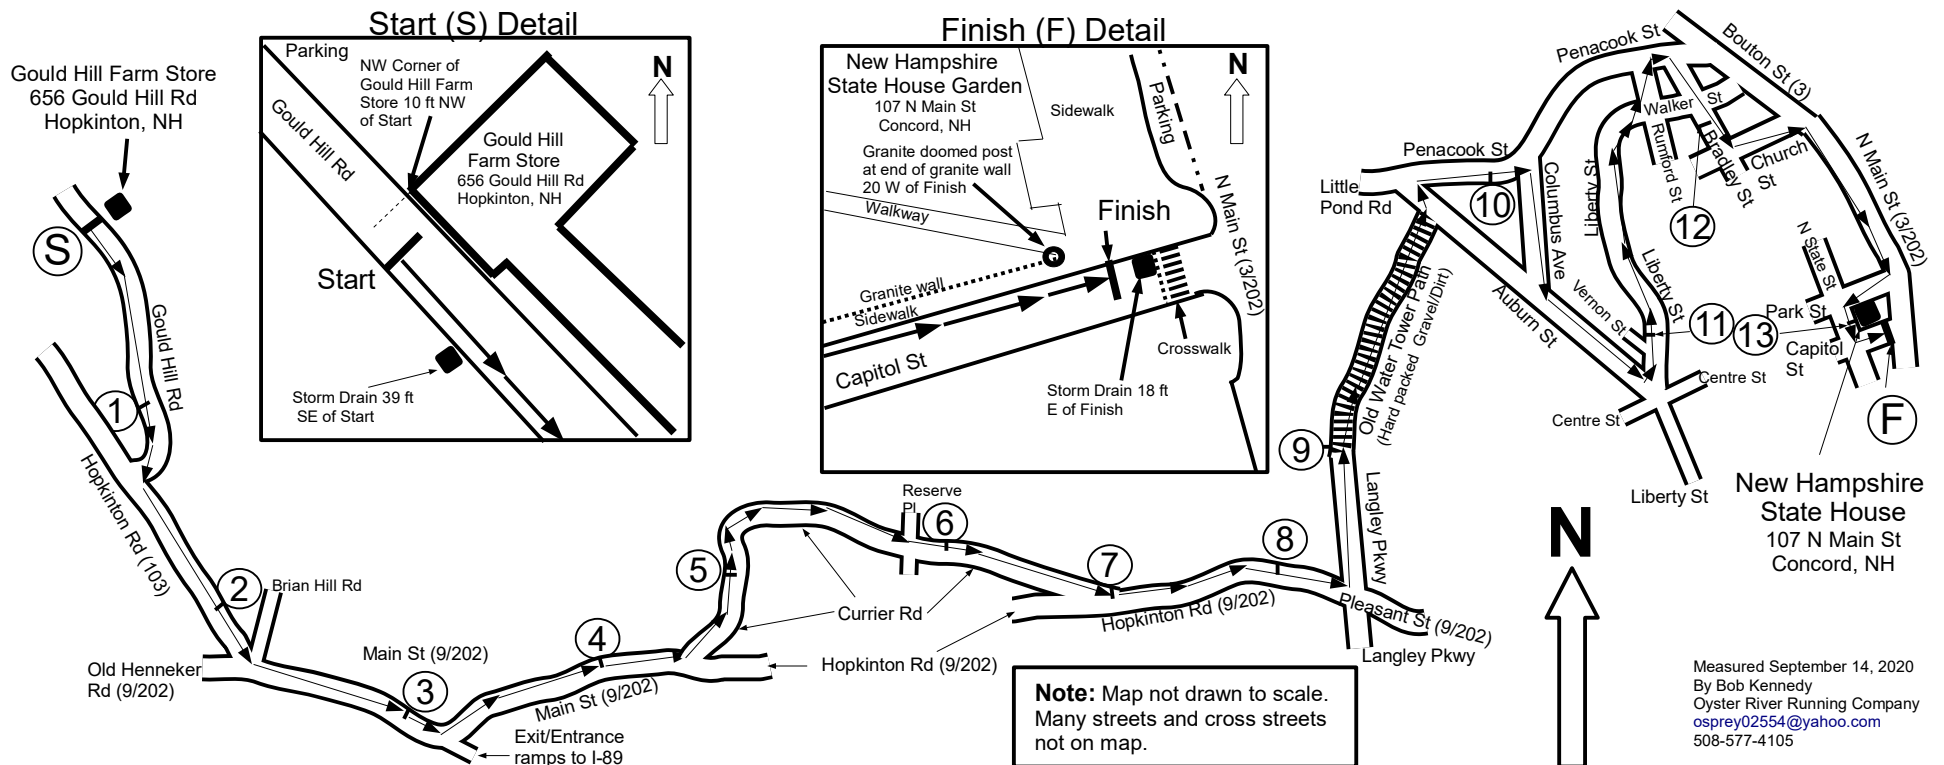 Start (S) Detail
Finish (F) Detail
Gould Hill Farm Store
656 Gould Hill Rd
Hopkinton, NH
S
Gould Hill Rd
1
Hopkinton Rd (103)
2
Brian Hill Rd
Old Henneker
Rd (9/202)
Main St (9/202)
3
Main St (9/202)
Exit/Entrance
ramps to I-89
4
5
Reserve
Pl
6
Currier Rd
Hopkinton Rd (9/202)
7
Hopkinton Rd (9/202)
8
Pleasant St (9/202)
Langley Pkwy
Langley Pkwy
9
Old Water Tower Path
(Hard packed Gravel/Dirt)
Little
Pond Rd
Penacook St
10
Columbus Ave
Auburn St
Vernon St
Liberty St
Liberty St
Centre St
Centre St
Liberty St
11
13
Penacook St
Bouton St (3)
Walker St
Rumford St
Bradley St
12
Church
St
N Main St (3/202)
N State St
Park St
Capitol
St
F
New Hampshire
State House
107 N Main St
Concord, NH
Parking
NW Corner of
Gould Hill Farm
Store 10 ft NW
of Start
N
Gould Hill Rd
Gould Hill
Farm Store
656 Gould Hill Rd
Hopkinton, NH
Start
Storm Drain 39 ft
SE of Start
New Hampshire
State House Garden
107 N Main St
Concord, NH
Sidewalk
Parking
N
Granite doomed post
at end of granite wall
20 W of Finish
Walkway
Finish
N Main St (3/202)
Granite wall
Sidewalk
Capitol St
Crosswalk
Storm Drain 18 ft
E of Finish
N
Note: Map not drawn to scale.
Many streets and cross streets
not on map.
Measured September 14, 2020
By Bob Kennedy
Oyster River Running Company
osprey02554@yahoo.com
508-577-4105